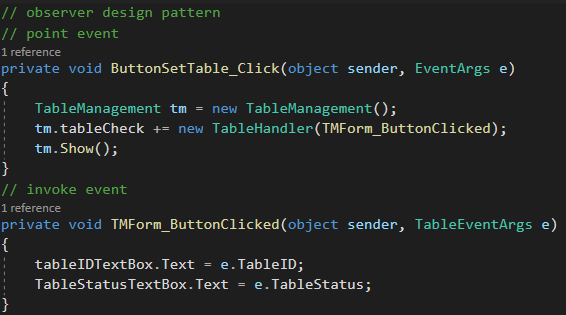 // observer design pattern
// point event
1 reference
private void ButtonSetTable_Click(object sender, EventArgs e)
{
TableManagement tm = new TableManagement();
tm.tableCheck += new TableHandler(TMForm_ButtonClicked);
tm.Show();
}
// invoke event
1 reference
private void TMForm_ButtonClicked(object sender, TableEventArgs e)
{
tableIDTextBox.Text = e.TableID;
TableStatusTextBox.Text = e.TableStatus;
}